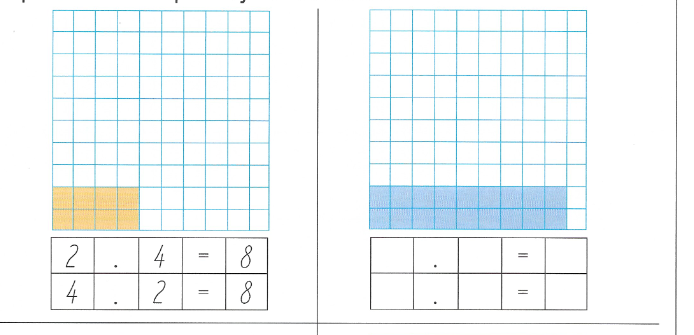 2 . 4 = 8
4 . 2 = 8
. =
. =